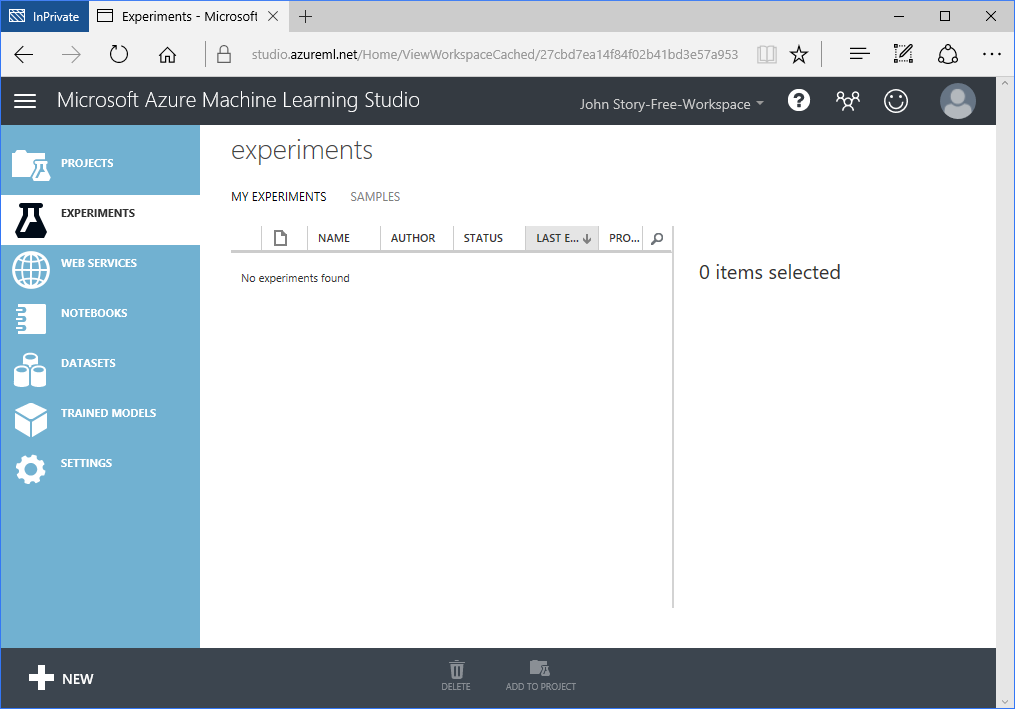 InPrivate
Experiments - Microsoft
studio.azureml.net/Home/ViewWorkspaceCached/27cbd7ea14f84f02b41bd3e57a953
Microsoft Azure Machine Learning Studio
John Story-Free-Workspace
?
PROJECTS
EXPERIMENTS
WEB SERVICES
NOTEBOOKS
DATASETS
TRAINED MODELS
SETTINGS
experiments
MY EXPERIMENTS SAMPLES
NAME AUTHOR STATUS LAST E... PRO...
No experiments found
0 items selected
NEW
DELETE
ADD TO PROJECT